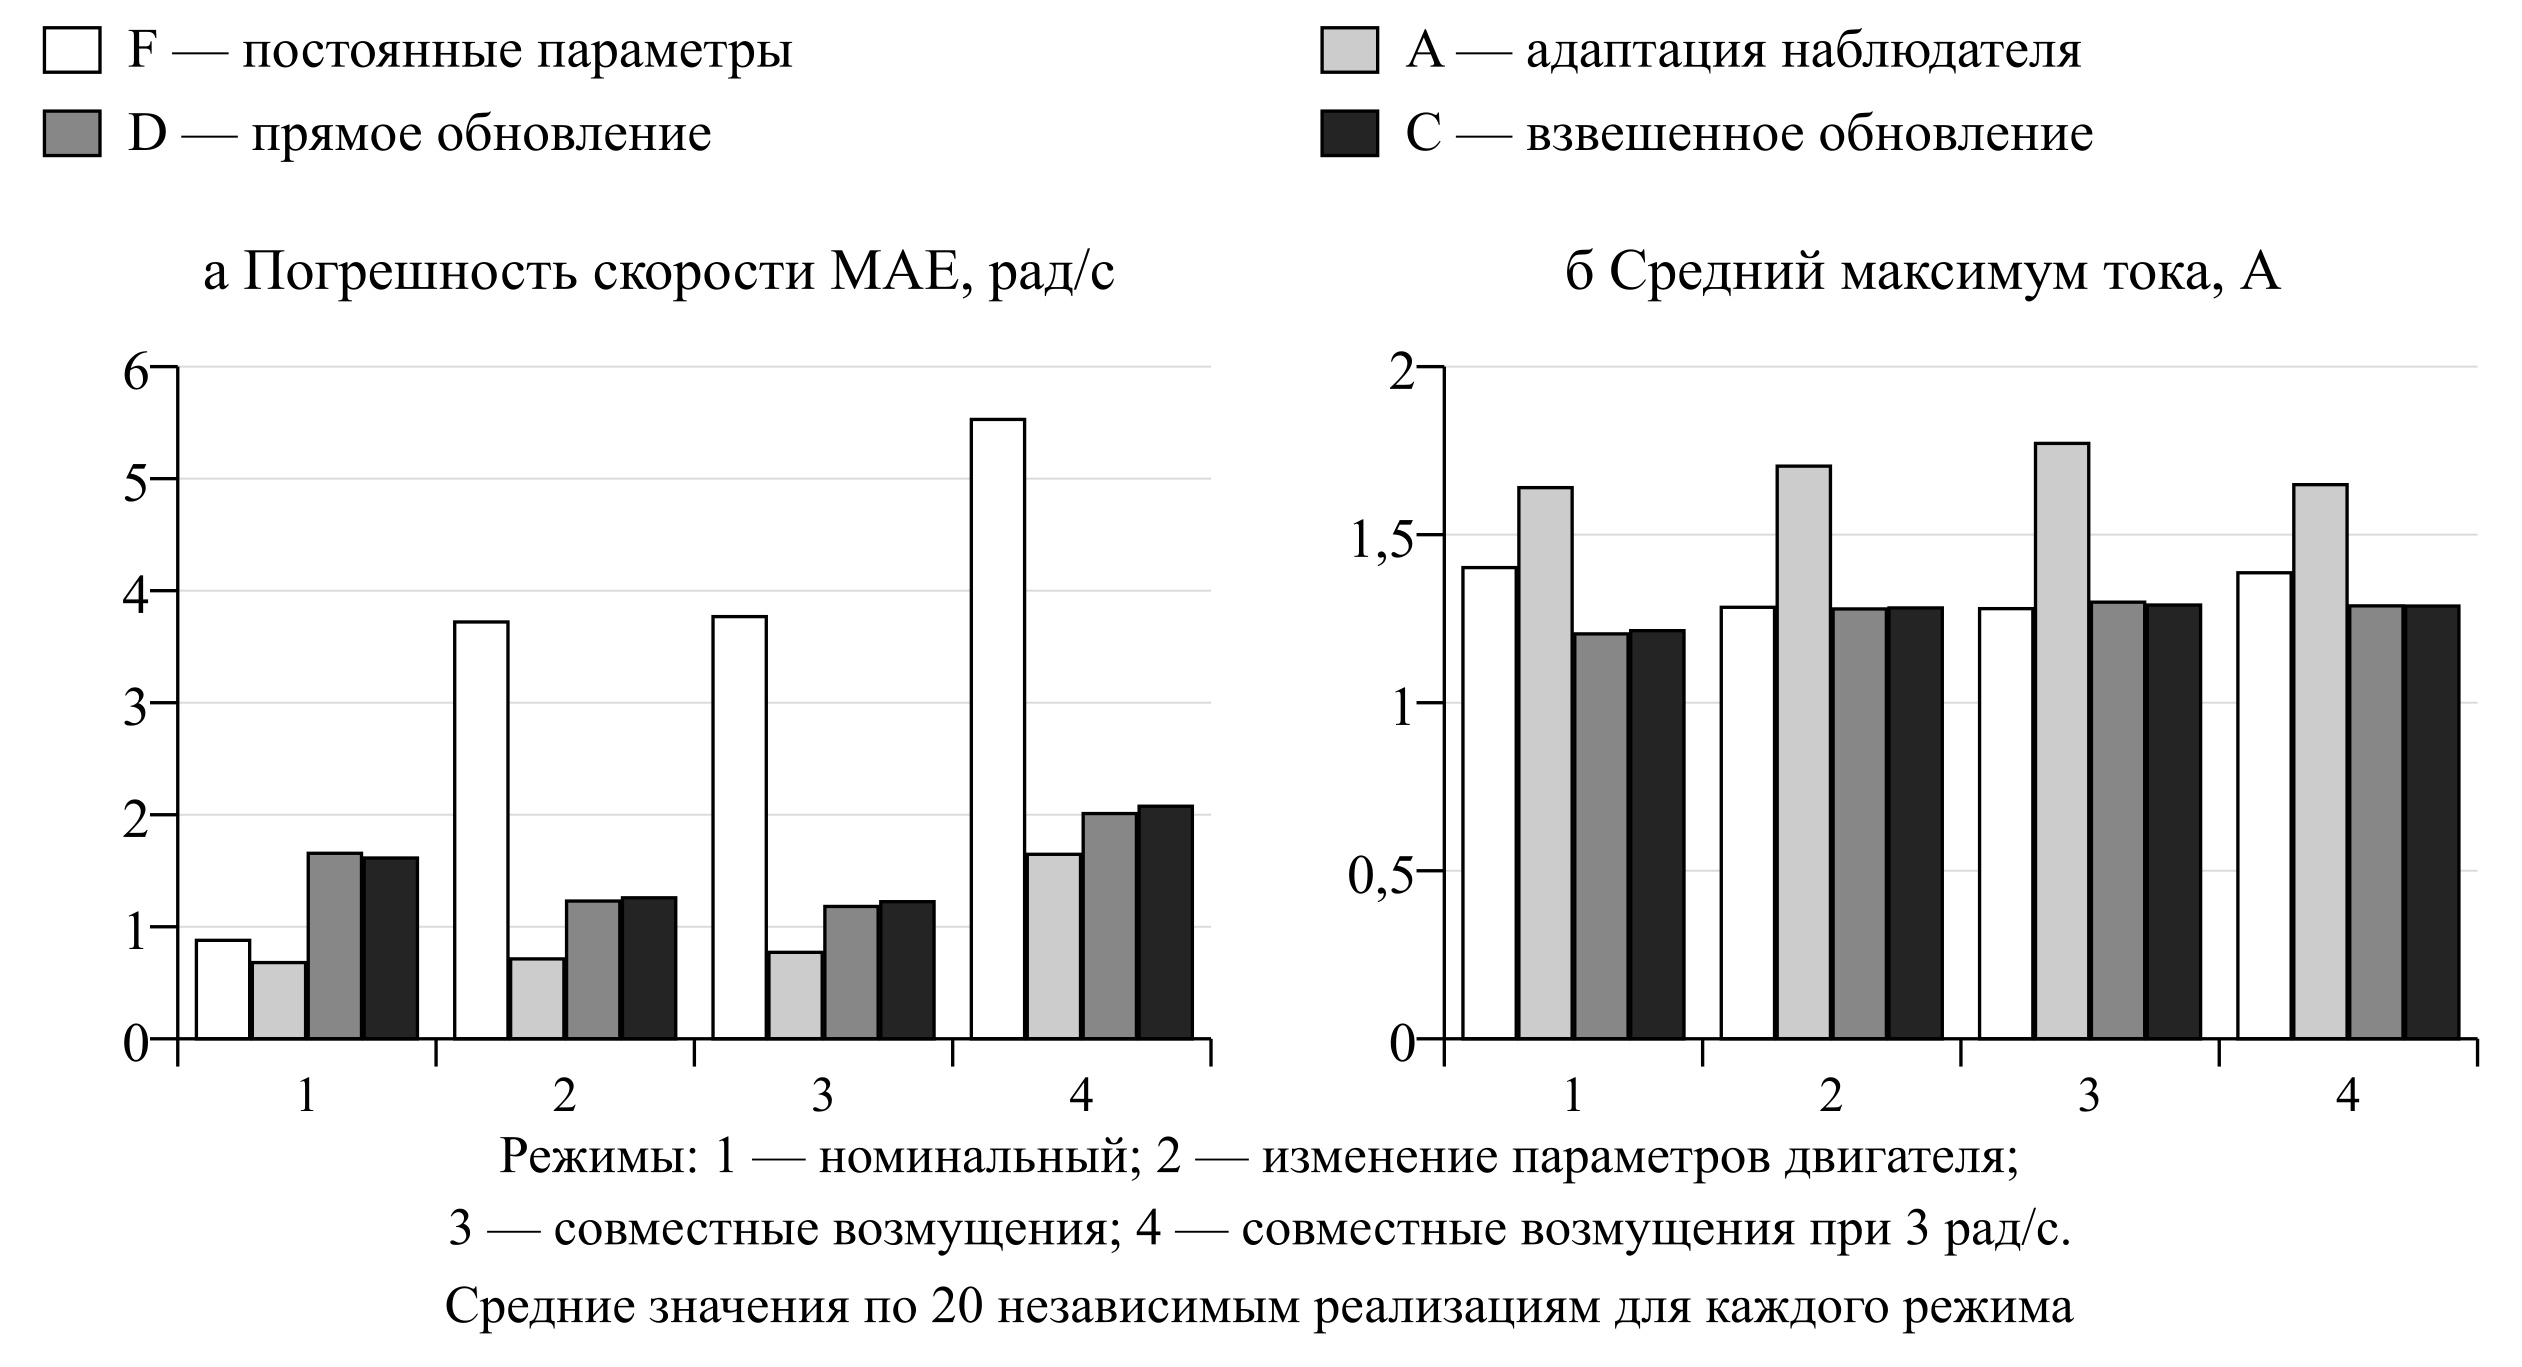 F — постоянные параметры
A — адаптация наблюдателя
D — прямое обновление
C — взвешенное обновление
а Погрешность скорости MAE, рад/с
б Средний максимум тока, А
6
5
4
3
2
1
0
1 2 3 4
2
1,5
1
0,5
0
1 2 3 4
Режимы: 1 — номинальный; 2 — изменение параметров двигателя;
3 — совместные возмущения; 4 — совместные возмущения при 3 рад/с.
Средние значения по 20 независимым реализациям для каждого режима